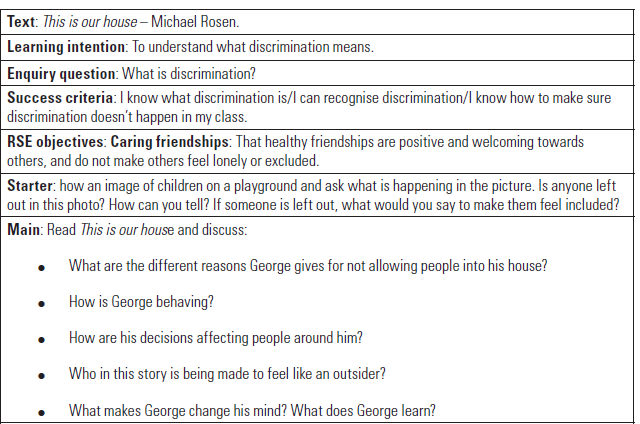 Text: This is our house – Michael Rosen.
Learning intention: To understand what discrimination means.
Enquiry question: What is discrimination?
Success criteria: I know what discrimination is/I can recognise discrimination/I know how to make sure
discrimination doesn't happen in my class.
RSE objectives: Caring friendships: That healthy friendships are positive and welcoming towards
others, and do not make others feel lonely or excluded.
Starter: how an image of children on a playground and ask what is happening in the picture. Is anyone left
out in this photo? How can you tell? If someone is left out, what would you say to make them feel included?
Main: Read This is our house and discuss:
● What are the different reasons George gives for not allowing people into his house?
● How is George behaving?
● How are his decisions affecting people around him?
● Who in this story is being made to feel like an outsider?
● What makes George change his mind? What does George learn?